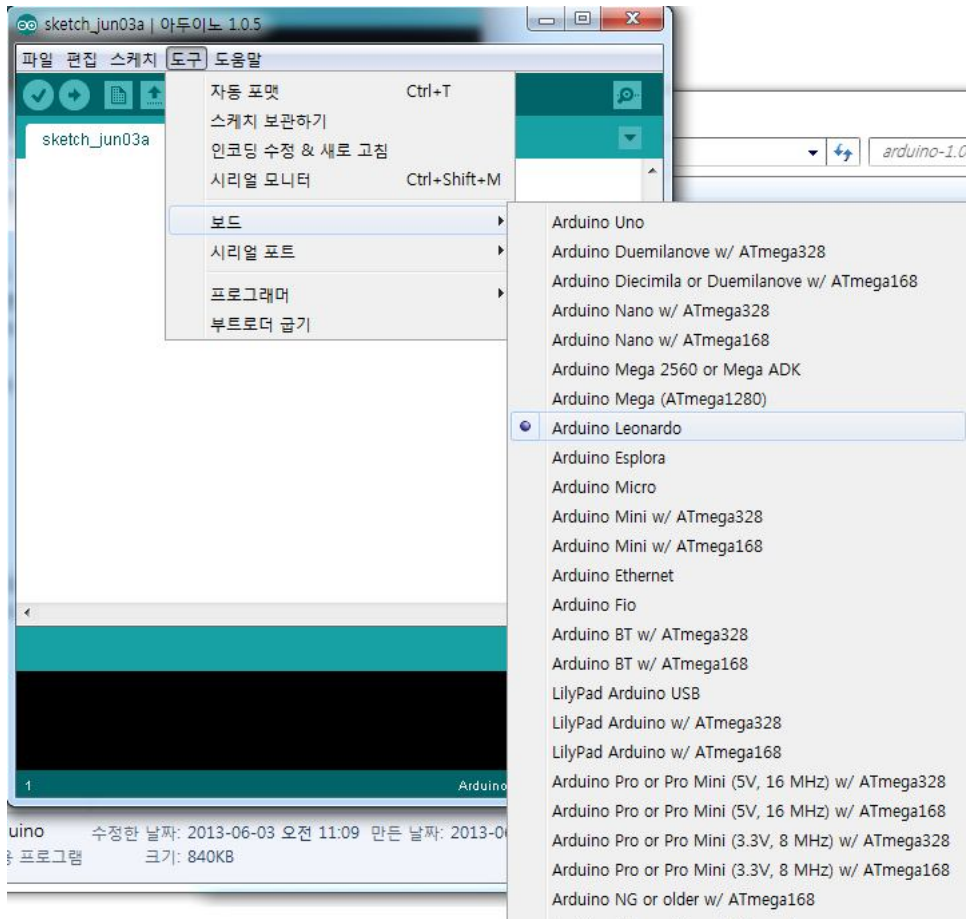 sketch_jun03a | 아두이노 1.0.5
파일 편집 스케치 도구 도움말
자동 포맷 Ctrl+T
스케치 보관하기
인코딩 수정 & 새로 고침
시리얼 모니터 Ctrl+Shift+M
보드
시리얼 포트
프로그래머
부트로더 굽기
sketch_jun03a
arduino-1.0
Arduino Uno
Arduino Duemilanove w/ ATmega328
Arduino Diecimila or Duemilanove w/ ATmega168
Arduino Nano w/ ATmega328
Arduino Nano w/ ATmega168
Arduino Mega 2560 or Mega ADK
Arduino Mega (ATmega1280)
Arduino Leonardo
Arduino Esplora
Arduino Micro
Arduino Mini w/ ATmega328
Arduino Mini w/ ATmega168
Arduino Ethernet
Arduino Fio
Arduino BT w/ ATmega328
Arduino BT w/ ATmega168
LilyPad Arduino USB
LilyPad Arduino w/ ATmega328
LilyPad Arduino w/ ATmega168
Arduino Pro or Pro Mini (5V, 16 MHz) w/ ATmega328
Arduino Pro or Pro Mini (5V, 16 MHz) w/ ATmega168
Arduino Pro or Pro Mini (3.3V, 8 MHz) w/ ATmega328
Arduino Pro or Pro Mini (3.3V, 8 MHz) w/ ATmega168
Arduino NG or older w/ ATmega168
1 Arduino
uino 수정한 날짜: 2013-06-03 오전 11:09 만든 날짜: 2013-0
프로그램 크기: 840KB